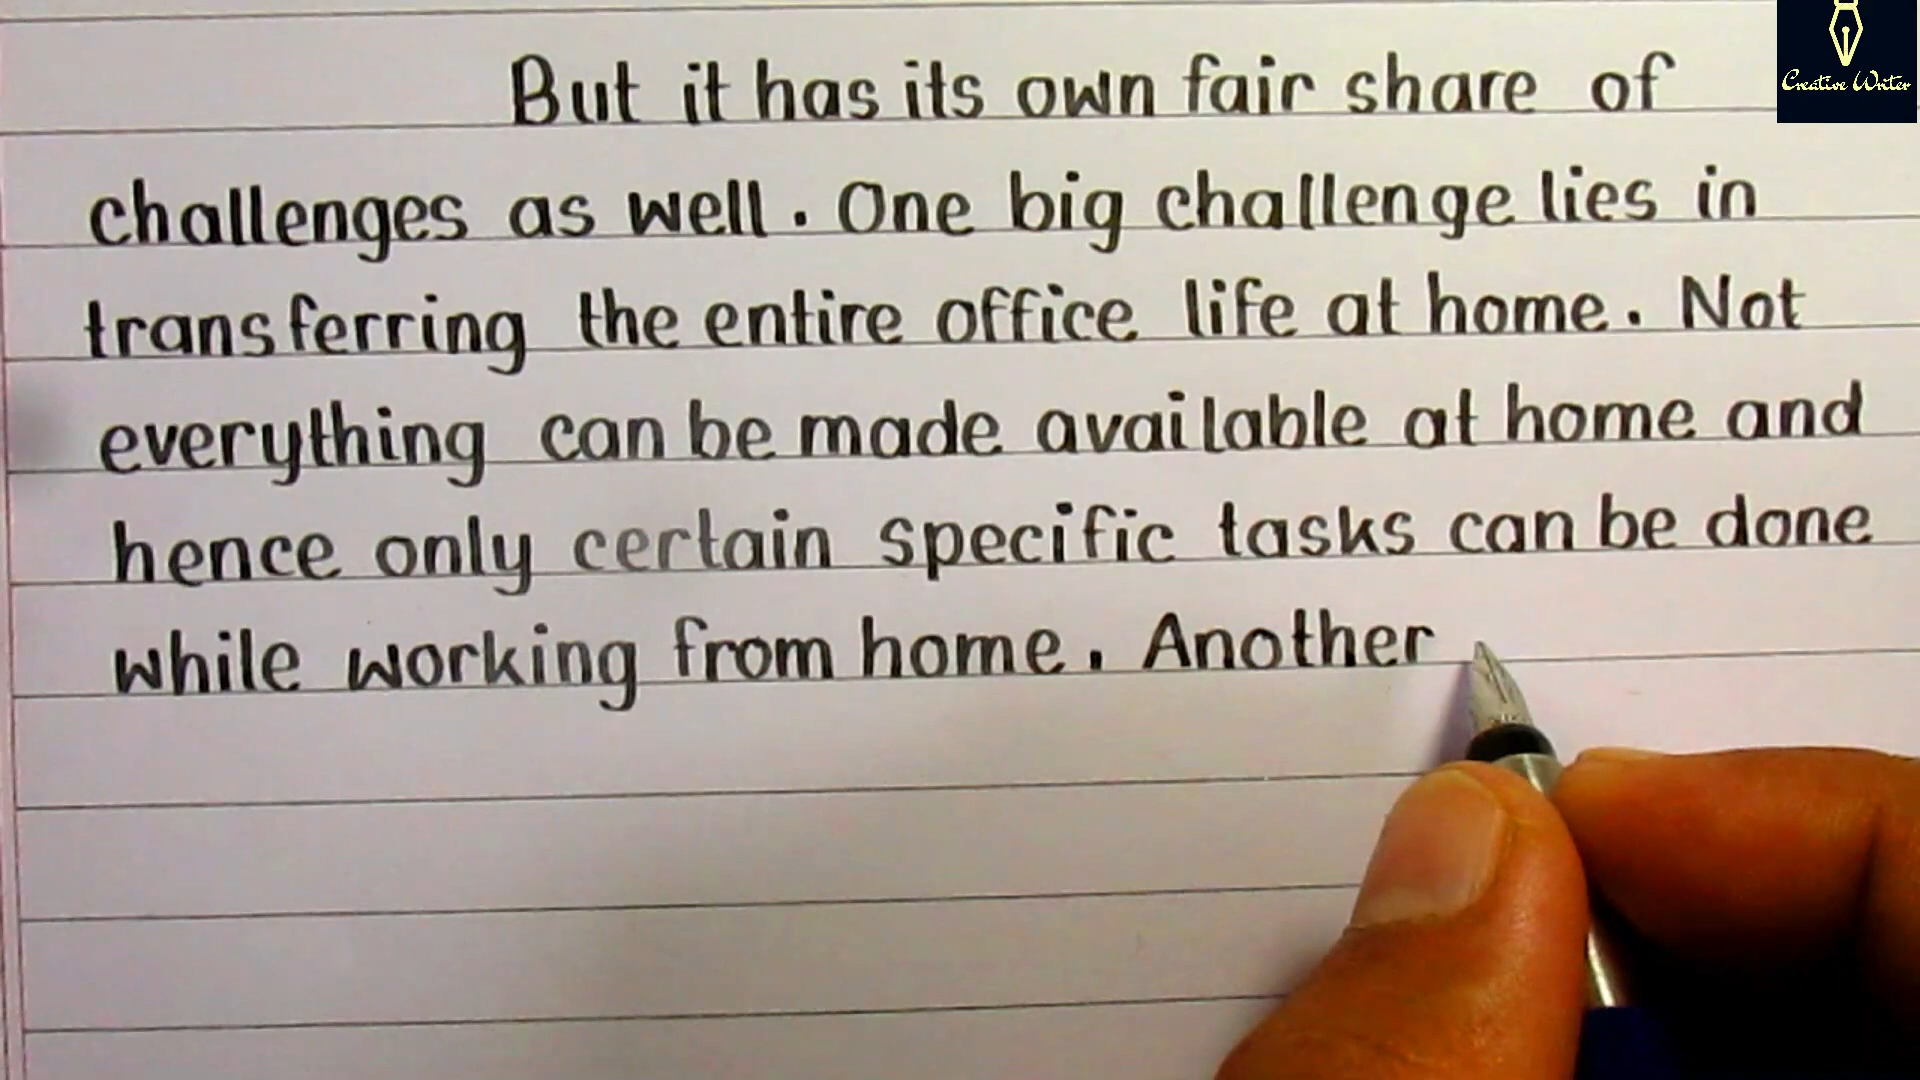 Creative Writer
But it has its own fair share of
challenges as well. One big challenge lies in
transferring the entire office life at home. Not
everything can be made available at home and
hence only certain specific tasks can be done
while working from home. Another